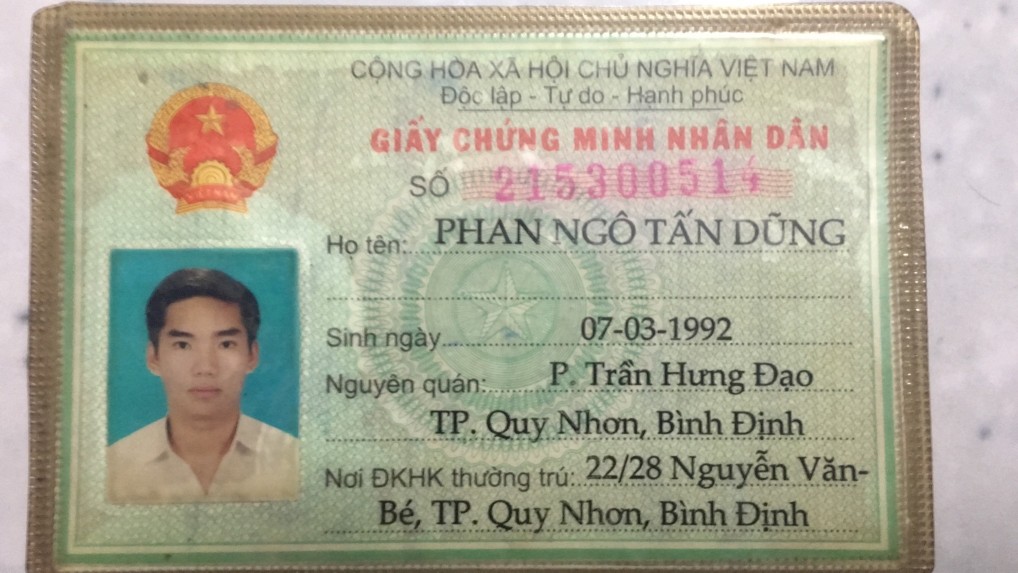 CỘNG HÒA XÃ HỘI CHỦ NGHĨA VIỆT NAM
Độc lập - Tự do - Hạnh phúc
GIẤY CHỨNG MINH NHÂN DÂN
SỐ 215300514
Họ tên: PHAN NGÔ TẤN DŨNG
Sinh ngày 07-03-1992
Nguyên quán: P. Trần Hưng Đạo
TP. Quy Nhơn, Bình Định
Nơi ĐKHK thường trú: 22/28 Nguyễn Văn-
Bé, TP. Quy Nhơn, Bình Định